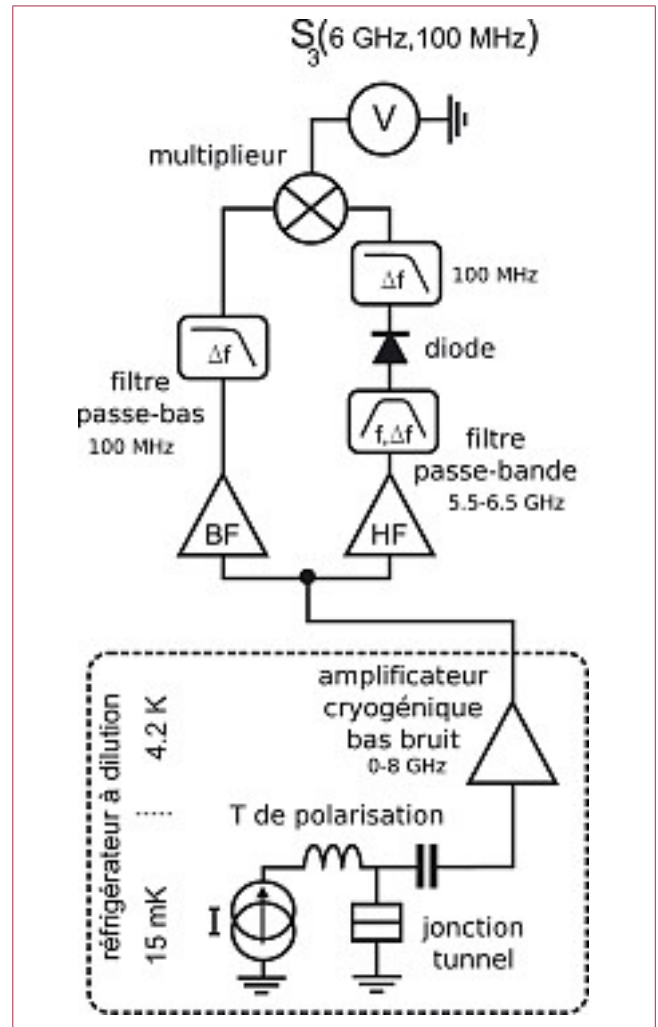 S3(6 GHz,100 MHz)
V
multiplieur
Δf
100 MHz
diode
Δf
filtre
passe-bas
100 MHz
f,Δf
filtre
passe-bande
5.5-6.5 GHz
BF
HF
amplificateur
cryogénique
bas bruit
0-8 GHz
T de polarisation
I
jonction
tunnel
réfrigérateur à dilution
15 mK ..... 4.2 K